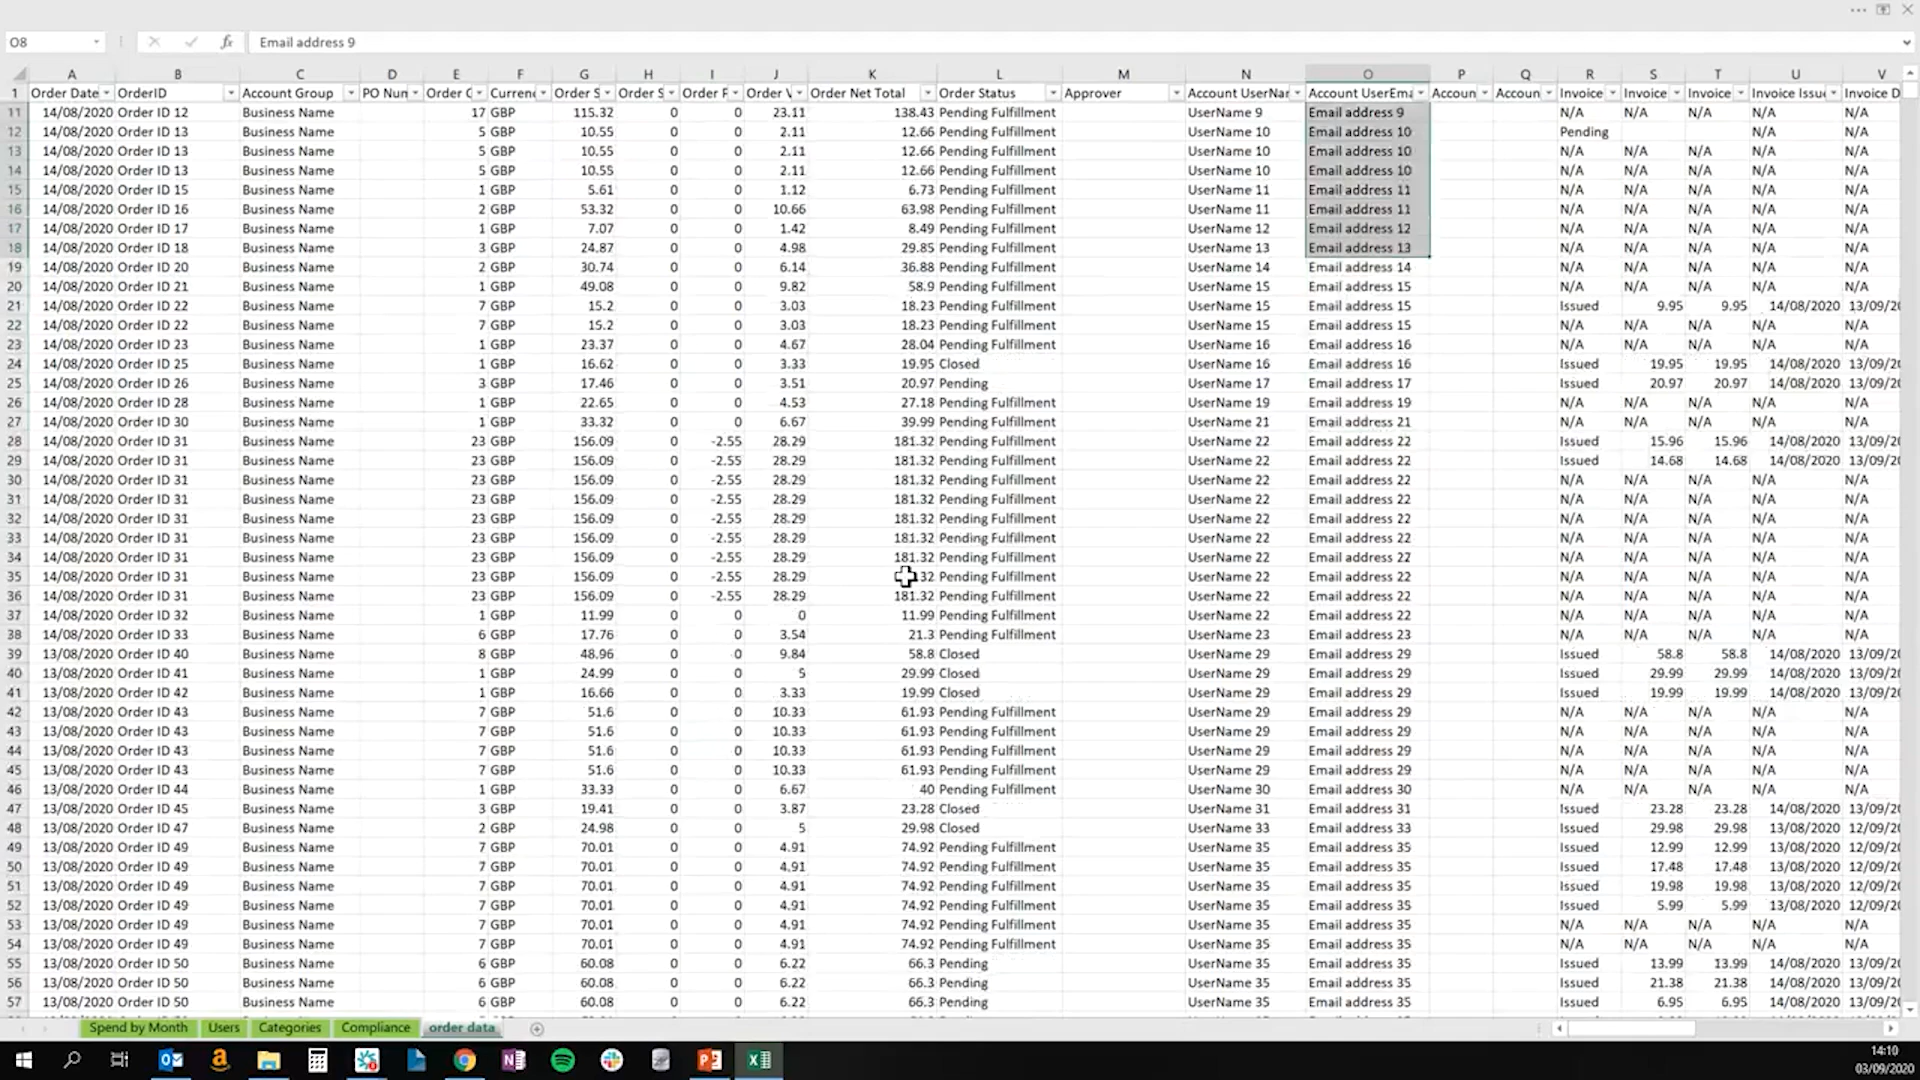 O8 fx Email address 9
A B C D E F G H I J K L M N O P Q R S T U V
1 Order Date OrderID Account Group PO Num Order Q Curren Order S Order S Order P Order V Order Net Total Order Status Approver Account UserNar Account UserEma Accoun Accoun Invoice Invoice Invoice Invoice Issue Invoice D
11 14/08/2020 Order ID 12 Business Name 17 GBP 115.32 0 0 23.11 138.43 Pending Fulfillment UserName 9 Email address 9 N/A N/A N/A N/A N/A
12 14/08/2020 Order ID 13 Business Name 5 GBP 10.55 0 0 2.11 12.66 Pending Fulfillment UserName 10 Email address 10 Pending N/A N/A
13 14/08/2020 Order ID 13 Business Name 5 GBP 10.55 0 0 2.11 12.66 Pending Fulfillment UserName 10 Email address 10 N/A N/A N/A N/A N/A
14 14/08/2020 Order ID 13 Business Name 5 GBP 10.55 0 0 2.11 12.66 Pending Fulfillment UserName 10 Email address 10 N/A N/A N/A N/A N/A
15 14/08/2020 Order ID 15 Business Name 1 GBP 5.61 0 0 1.12 6.73 Pending Fulfillment UserName 11 Email address 11 N/A N/A N/A N/A N/A
16 14/08/2020 Order ID 16 Business Name 2 GBP 53.32 0 0 10.66 63.98 Pending Fulfillment UserName 11 Email address 11 N/A N/A N/A N/A N/A
17 14/08/2020 Order ID 17 Business Name 1 GBP 7.07 0 0 1.42 8.49 Pending Fulfillment UserName 12 Email address 12 N/A N/A N/A N/A N/A
18 14/08/2020 Order ID 18 Business Name 3 GBP 24.87 0 0 4.98 29.85 Pending Fulfillment UserName 13 Email address 13 N/A N/A N/A N/A N/A
19 14/08/2020 Order ID 20 Business Name 2 GBP 30.74 0 0 6.14 36.88 Pending Fulfillment UserName 14 Email address 14 N/A N/A N/A N/A N/A
20 14/08/2020 Order ID 21 Business Name 1 GBP 49.08 0 0 9.82 58.9 Pending Fulfillment UserName 15 Email address 15 N/A N/A N/A N/A N/A
21 14/08/2020 Order ID 22 Business Name 7 GBP 15.2 0 0 3.03 18.23 Pending Fulfillment UserName 15 Email address 15 Issued 9.95 9.95 14/08/2020 13/09/20
22 14/08/2020 Order ID 22 Business Name 7 GBP 15.2 0 0 3.03 18.23 Pending Fulfillment UserName 15 Email address 15 N/A N/A N/A N/A N/A
23 14/08/2020 Order ID 23 Business Name 1 GBP 23.37 0 0 4.67 28.04 Pending Fulfillment UserName 16 Email address 16 N/A N/A N/A N/A N/A
24 14/08/2020 Order ID 25 Business Name 1 GBP 16.62 0 0 3.33 19.95 Closed UserName 16 Email address 16 Issued 19.95 19.95 14/08/2020 13/09/20
25 14/08/2020 Order ID 26 Business Name 3 GBP 17.46 0 0 3.51 20.97 Pending UserName 17 Email address 17 Issued 20.97 20.97 14/08/2020 13/09/20
26 14/08/2020 Order ID 28 Business Name 1 GBP 22.65 0 0 4.53 27.18 Pending Fulfillment UserName 19 Email address 19 N/A N/A N/A N/A N/A
27 14/08/2020 Order ID 30 Business Name 1 GBP 33.32 0 0 6.67 39.99 Pending Fulfillment UserName 21 Email address 21 N/A N/A N/A N/A N/A
28 14/08/2020 Order ID 31 Business Name 23 GBP 156.09 0 -2.55 28.29 181.32 Pending Fulfillment UserName 22 Email address 22 Issued 15.96 15.96 14/08/2020 13/09/20
29 14/08/2020 Order ID 31 Business Name 23 GBP 156.09 0 -2.55 28.29 181.32 Pending Fulfillment UserName 22 Email address 22 Issued 14.68 14.68 14/08/2020 13/09/20
30 14/08/2020 Order ID 31 Business Name 23 GBP 156.09 0 -2.55 28.29 181.32 Pending Fulfillment UserName 22 Email address 22 N/A N/A N/A N/A N/A
31 14/08/2020 Order ID 31 Business Name 23 GBP 156.09 0 -2.55 28.29 181.32 Pending Fulfillment UserName 22 Email address 22 N/A N/A N/A N/A N/A
32 14/08/2020 Order ID 31 Business Name 23 GBP 156.09 0 -2.55 28.29 181.32 Pending Fulfillment UserName 22 Email address 22 N/A N/A N/A N/A N/A
33 14/08/2020 Order ID 31 Business Name 23 GBP 156.09 0 -2.55 28.29 181.32 Pending Fulfillment UserName 22 Email address 22 N/A N/A N/A N/A N/A
34 14/08/2020 Order ID 31 Business Name 23 GBP 156.09 0 -2.55 28.29 181.32 Pending Fulfillment UserName 22 Email address 22 N/A N/A N/A N/A N/A
35 14/08/2020 Order ID 31 Business Name 23 GBP 156.09 0 -2.55 28.29 32 Pending Fulfillment UserName 22 Email address 22 N/A N/A N/A N/A N/A
36 14/08/2020 Order ID 31 Business Name 23 GBP 156.09 0 -2.55 28.29 181.32 Pending Fulfillment UserName 22 Email address 22 N/A N/A N/A N/A N/A
37 14/08/2020 Order ID 32 Business Name 1 GBP 11.99 0 0 0 11.99 Pending Fulfillment UserName 22 Email address 22 N/A N/A N/A N/A N/A
38 14/08/2020 Order ID 33 Business Name 6 GBP 17.76 0 0 3.54 21.3 Pending Fulfillment UserName 23 Email address 23 N/A N/A N/A N/A N/A
39 13/08/2020 Order ID 40 Business Name 8 GBP 48.96 0 0 9.84 58.8 Closed UserName 29 Email address 29 Issued 58.8 58.8 14/08/2020 13/09/20
40 13/08/2020 Order ID 41 Business Name 1 GBP 24.99 0 0 5 29.99 Closed UserName 29 Email address 29 Issued 29.99 29.99 14/08/2020 13/09/20
41 13/08/2020 Order ID 42 Business Name 1 GBP 16.66 0 0 3.33 19.99 Closed UserName 29 Email address 29 Issued 19.99 19.99 14/08/2020 13/09/20
42 13/08/2020 Order ID 43 Business Name 7 GBP 51.6 0 0 10.33 61.93 Pending Fulfillment UserName 29 Email address 29 N/A N/A N/A N/A N/A
43 13/08/2020 Order ID 43 Business Name 7 GBP 51.6 0 0 10.33 61.93 Pending Fulfillment UserName 29 Email address 29 N/A N/A N/A N/A N/A
44 13/08/2020 Order ID 43 Business Name 7 GBP 51.6 0 0 10.33 61.93 Pending Fulfillment UserName 29 Email address 29 N/A N/A N/A N/A N/A
45 13/08/2020 Order ID 43 Business Name 7 GBP 51.6 0 0 10.33 61.93 Pending Fulfillment UserName 29 Email address 29 N/A N/A N/A N/A N/A
46 13/08/2020 Order ID 44 Business Name 1 GBP 33.33 0 0 6.67 40 Pending Fulfillment UserName 30 Email address 30 N/A N/A N/A N/A N/A
47 13/08/2020 Order ID 45 Business Name 3 GBP 19.41 0 0 3.87 23.28 Closed UserName 31 Email address 31 Issued 23.28 23.28 14/08/2020 13/09/20
48 13/08/2020 Order ID 47 Business Name 2 GBP 24.98 0 0 5 29.98 Closed UserName 33 Email address 33 Issued 29.98 29.98 13/08/2020 12/09/20
49 13/08/2020 Order ID 49 Business Name 7 GBP 70.01 0 0 4.91 74.92 Pending Fulfillment UserName 35 Email address 35 Issued 12.99 12.99 13/08/2020 12/09/20
50 13/08/2020 Order ID 49 Business Name 7 GBP 70.01 0 0 4.91 74.92 Pending Fulfillment UserName 35 Email address 35 Issued 17.48 17.48 13/08/2020 12/09/20
51 13/08/2020 Order ID 49 Business Name 7 GBP 70.01 0 0 4.91 74.92 Pending Fulfillment UserName 35 Email address 35 Issued 19.98 19.98 13/08/2020 12/09/20
52 13/08/2020 Order ID 49 Business Name 7 GBP 70.01 0 0 4.91 74.92 Pending Fulfillment UserName 35 Email address 35 Issued 5.99 5.99 13/08/2020 12/09/20
53 13/08/2020 Order ID 49 Business Name 7 GBP 70.01 0 0 4.91 74.92 Pending Fulfillment UserName 35 Email address 35 N/A N/A N/A N/A N/A
54 13/08/2020 Order ID 49 Business Name 7 GBP 70.01 0 0 4.91 74.92 Pending Fulfillment UserName 35 Email address 35 N/A N/A N/A N/A N/A
55 13/08/2020 Order ID 50 Business Name 6 GBP 60.08 0 0 6.22 66.3 Pending UserName 35 Email address 35 Issued 13.99 13.99 14/08/2020 13/09/20
56 13/08/2020 Order ID 50 Business Name 6 GBP 60.08 0 0 6.22 66.3 Pending UserName 35 Email address 35 Issued 21.38 21.38 14/08/2020 13/09/20
57 13/08/2020 Order ID 50 Business Name 6 GBP 60.08 0 0 6.22 66.3 Pending UserName 35 Email address 35 Issued 6.95 6.95 14/08/2020 13/09/20
Spend by Month Users Categories Compliance order data
14:10
03/09/2020